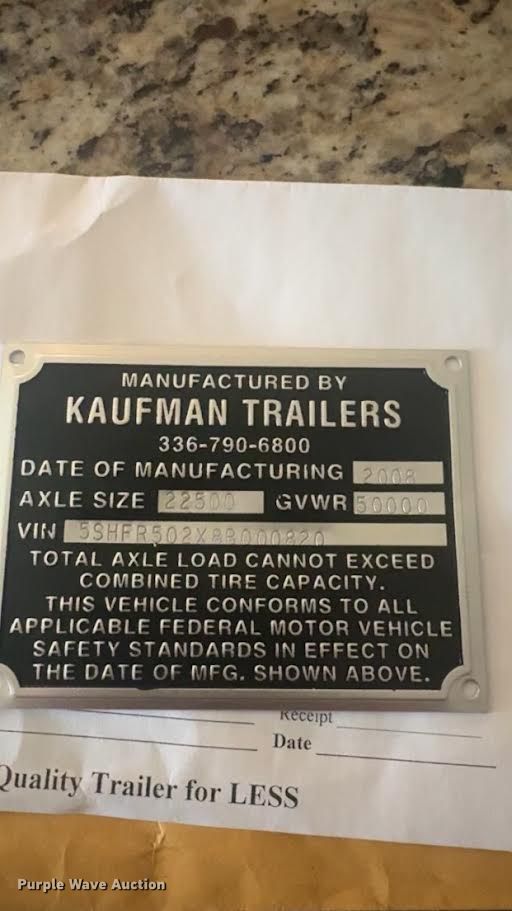 MANUFACTURED BY
KAUFMAN TRAILERS
336-790-6800
DATE OF MANUFACTURING 2008
AXLE SIZE 22500 GVWR 50000
VIN 5SHFR502X8B000820
TOTAL AXLE LOAD CANNOT EXCEED
COMBINED TIRE CAPACITY.
THIS VEHICLE CONFORMS TO ALL
APPLICABLE FEDERAL MOTOR VEHICLE
SAFETY STANDARDS IN EFFECT ON
THE DATE OF MFG. SHOWN ABOVE.
Receipt
Date
Quality Trailer for LESS
Purple Wave Auction